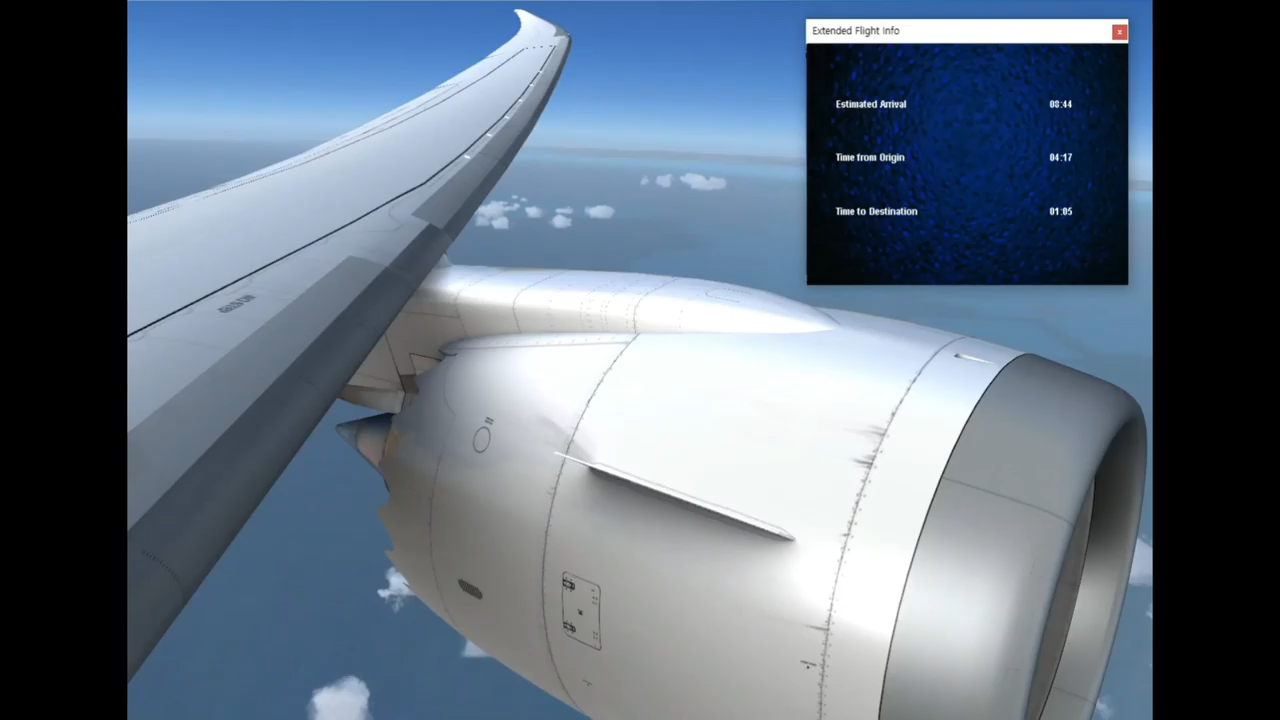 Extended Flight Info
x
Estimated Arrival 08:44
Time from Origin 04:17
Time to Destination 01:05